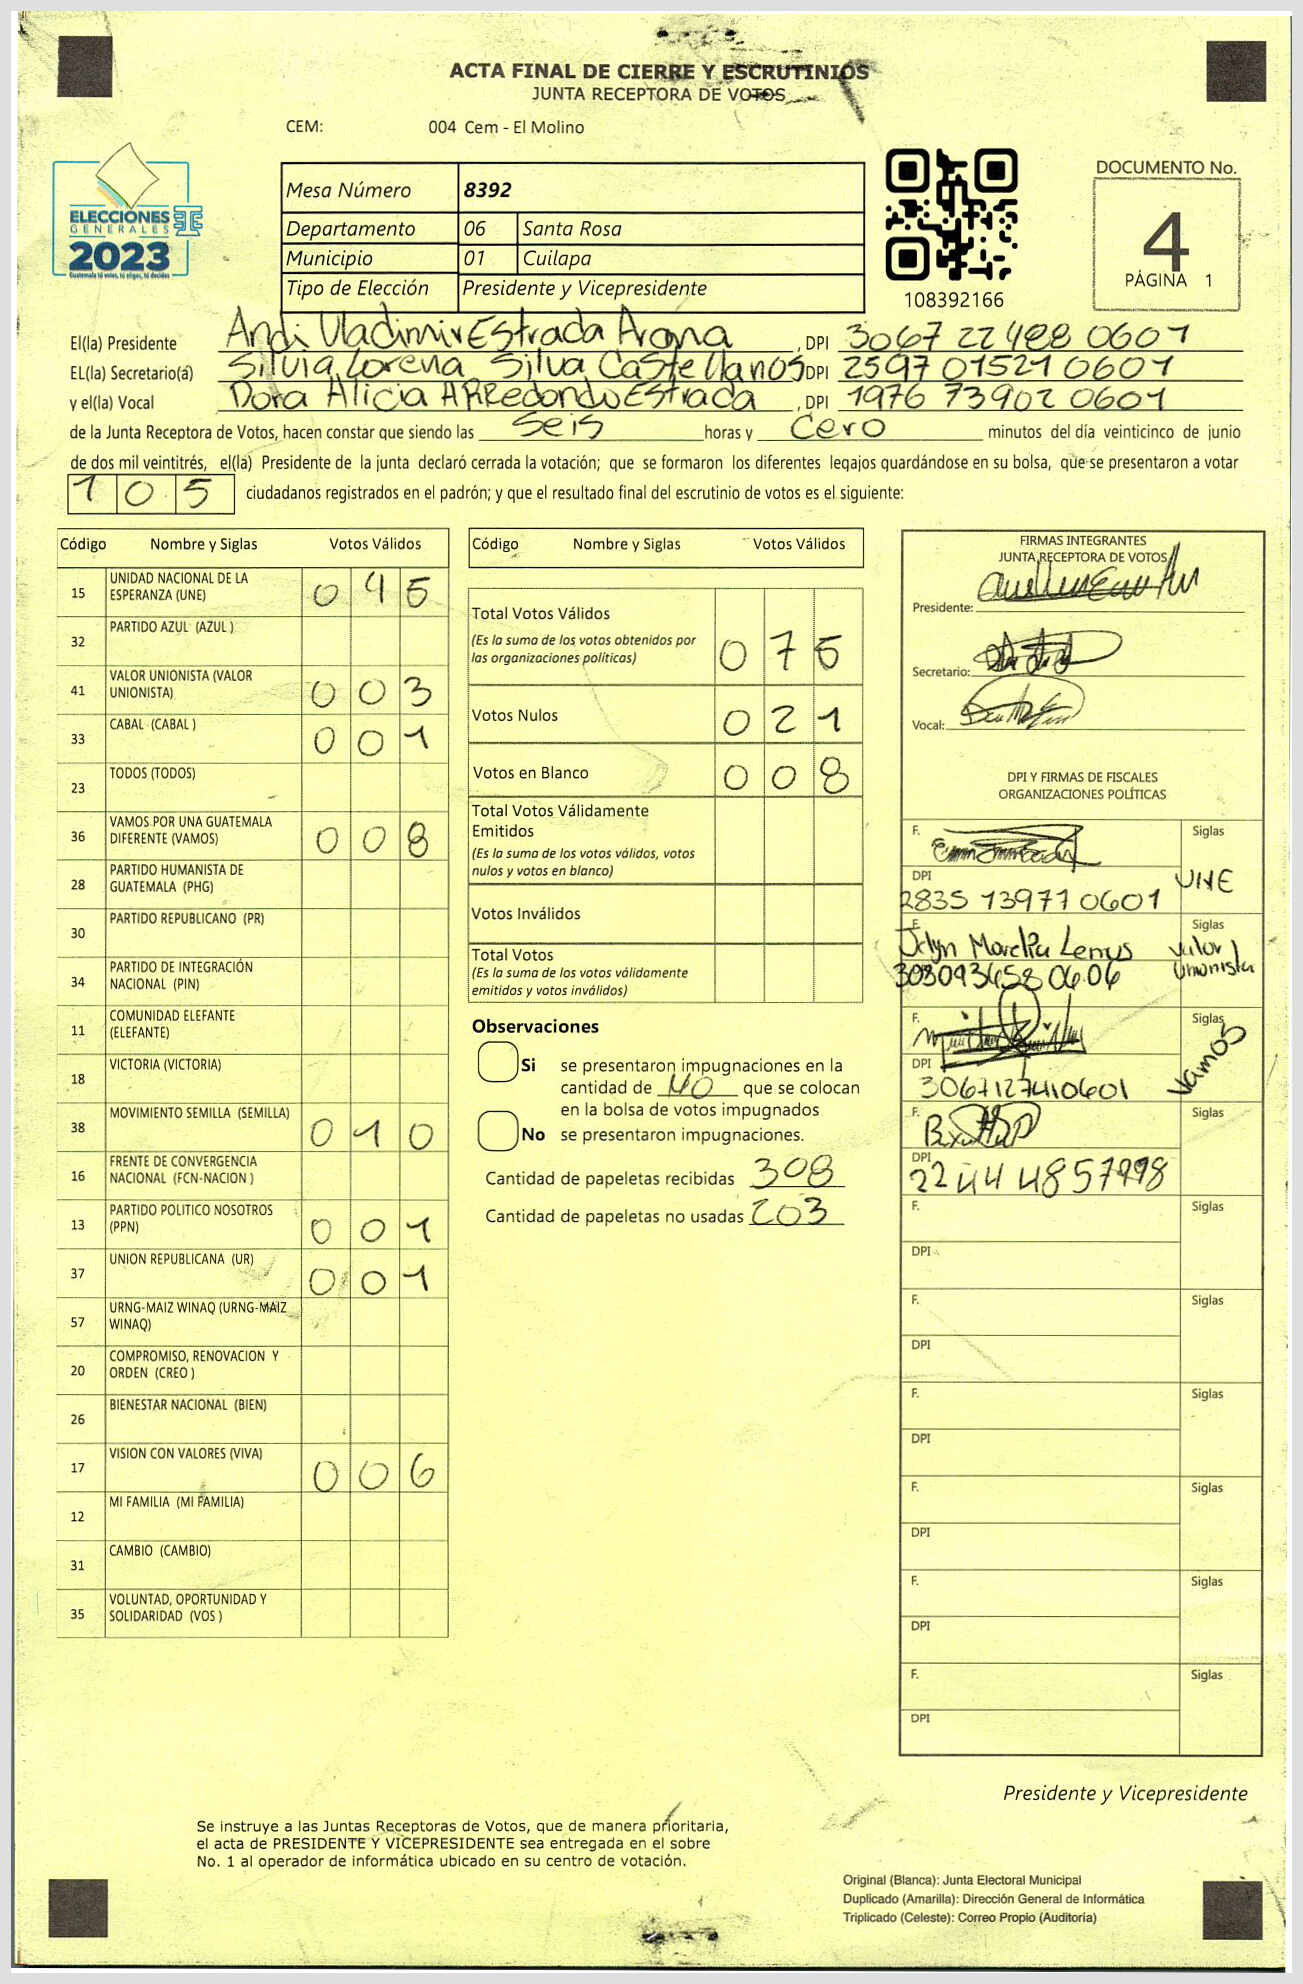 ACTA FINAL DE CIERRE Y ESCRUTINIOS
JUNTA RECEPTORA DE VOTOS
CEM: 004 Cem - El Molino
ELECCIONES
GENERALES
2023
Guatemala tú votes, tú eliges, tú decides
Mesa Número 8392
Departamento 06 Santa Rosa
Municipio 01 Cuilapa
Tipo de Elección Presidente y Vicepresidente
108392166
DOCUMENTO No.
4
PÁGINA 1
El(la) Presidente Andi Vladimir Estrada Arana , DPI 3067 22488 0601
EL(la) Secretario(a) Silvia Lorena Silva Castellanos DPI 2597 01521 0601
y el(la) Vocal Dora Alicia ARRedondo Estrada , DPI 1976 73902 0601
de la Junta Receptora de Votos, hacen constar que siendo las Seis horas y Cero minutos del día veinticinco de junio
de dos mil veintitrés, el(la) Presidente de la junta declaró cerrada la votación; que se formaron los diferentes legajos quardándose en su bolsa, que se presentaron a votar
1 0 5 ciudadanos registrados en el padrón; y que el resultado final del escrutinio de votos es el siguiente:
Código Nombre y Siglas Votos Válidos
15 UNIDAD NACIONAL DE LA
ESPERANZA (UNE) 0 4 5
32 PARTIDO AZUL (AZUL )
41 VALOR UNIONISTA (VALOR
UNIONISTA) 0 0 3
33 CABAL (CABAL ) 0 0 1
23 TODOS (TODOS)
36 VAMOS POR UNA GUATEMALA
DIFERENTE (VAMOS) 0 0 8
28 PARTIDO HUMANISTA DE
GUATEMALA (PHG)
30 PARTIDO REPUBLICANO (PR)
34 PARTIDO DE INTEGRACIÓN
NACIONAL (PIN)
11 COMUNIDAD ELEFANTE
(ELEFANTE)
18 VICTORIA (VICTORIA)
38 MOVIMIENTO SEMILLA (SEMILLA) 0 1 0
16 FRENTE DE CONVERGENCIA
NACIONAL (FCN-NACION )
13 PARTIDO POLITICO NOSOTROS
(PPN) 0 0 1
37 UNION REPUBLICANA (UR) 0 0 1
57 URNG-MAIZ WINAQ (URNG-MAIZ
WINAQ)
20 COMPROMISO, RENOVACION Y
ORDEN (CREO )
26 BIENESTAR NACIONAL (BIEN)
17 VISION CON VALORES (VIVA) 0 0 6
12 MI FAMILIA (MI FAMILIA)
31 CAMBIO (CAMBIO)
35 VOLUNTAD, OPORTUNIDAD Y
SOLIDARIDAD (VOS )
Código Nombre y Siglas Votos Válidos
Total Votos Válidos
(Es la suma de los votos obtenidos por
las organizaciones políticas) 0 7 5
Votos Nulos 0 2 1
Votos en Blanco 0 0 8
Total Votos Válidamente
Emitidos
(Es la suma de los votos válidos, votos
nulos y votos en blanco)
Votos Inválidos
Total Votos
(Es la suma de los votos válidamente
emitidos y votos inválidos)
Observaciones
Si se presentaron impugnaciones en la
cantidad de NO que se colocan
en la bolsa de votos impugnados
No se presentaron impugnaciones.
Cantidad de papeletas recibidas 308
Cantidad de papeletas no usadas 203
FIRMAS INTEGRANTES
JUNTA RECEPTORA DE VOTOS
Presidente:
Secretario:
Vocal:
DPI Y FIRMAS DE FISCALES
ORGANIZACIONES POLÍTICAS
F. Siglas
UNE
DPI
2835 13977 0601
F. Siglas
Lemus Valor
Unionista
303093658 06 06
F. Siglas
Vamos
DPI
3067127410601
F. Siglas
DPI
2244 4857998
F. Siglas
DPI
F. Siglas
DPI
F. Siglas
DPI
F. Siglas
DPI
F. Siglas
DPI
F. Siglas
DPI
Presidente y Vicepresidente
Se instruye a las Juntas Receptoras de Votos, que de manera prioritaria,
el acta de PRESIDENTE Y VICEPRESIDENTE sea entregada en el sobre
No. 1 al operador de informática ubicado en su centro de votación.
Original (Blanca): Junta Electoral Municipal
Duplicado (Amarilla): Dirección General de Informática
Triplicado (Celeste): Correo Propio (Auditoría)